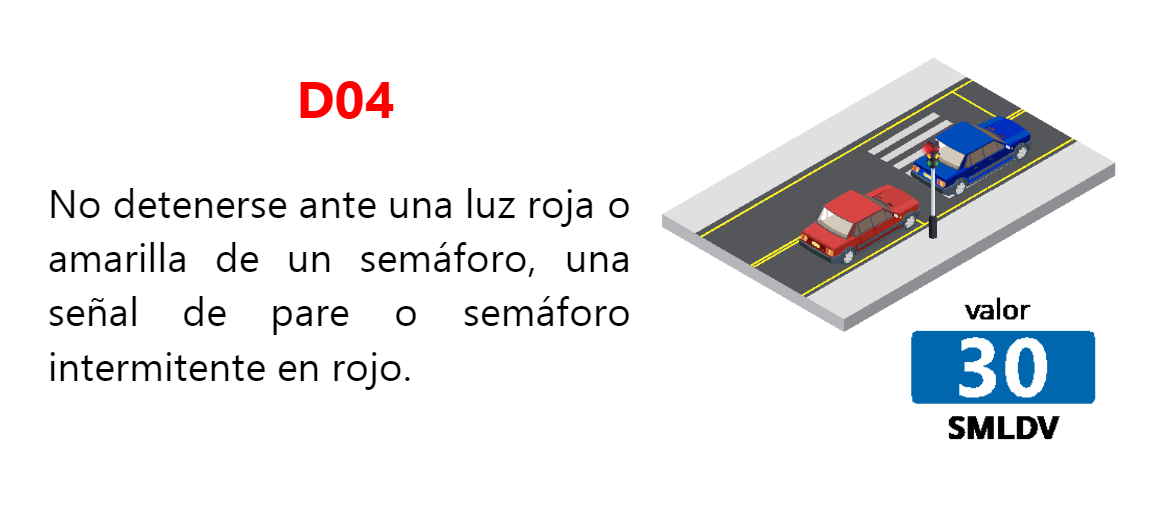 D04
No detenerse ante una luz roja o
amarilla de un semáforo, una
señal de pare o semáforo
intermitente en rojo.
valor
30
SMLDV